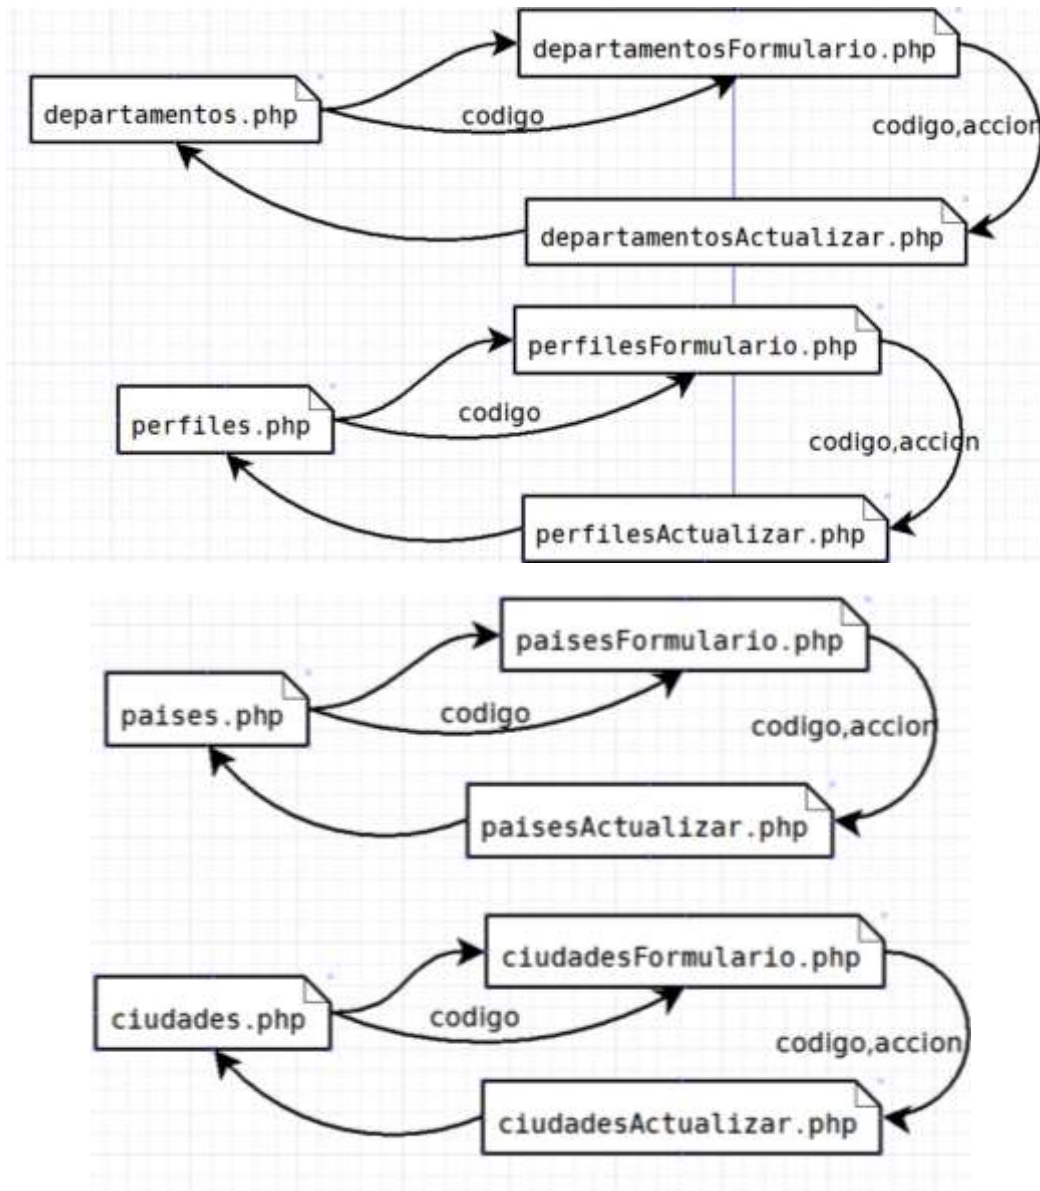 departamentosFormulario.php
departamentos.php
codigo
codigo,accion
departamentosActualizar.php
perfilesFormulario.php
perfiles.php
codigo
codigo,accion
perfilesActualizar.php
paisesFormulario.php
paises.php
codigo
codigo,accion
paisesActualizar.php
ciudadesFormulario.php
ciudades.php
codigo
codigo,accion
ciudadesActualizar.php